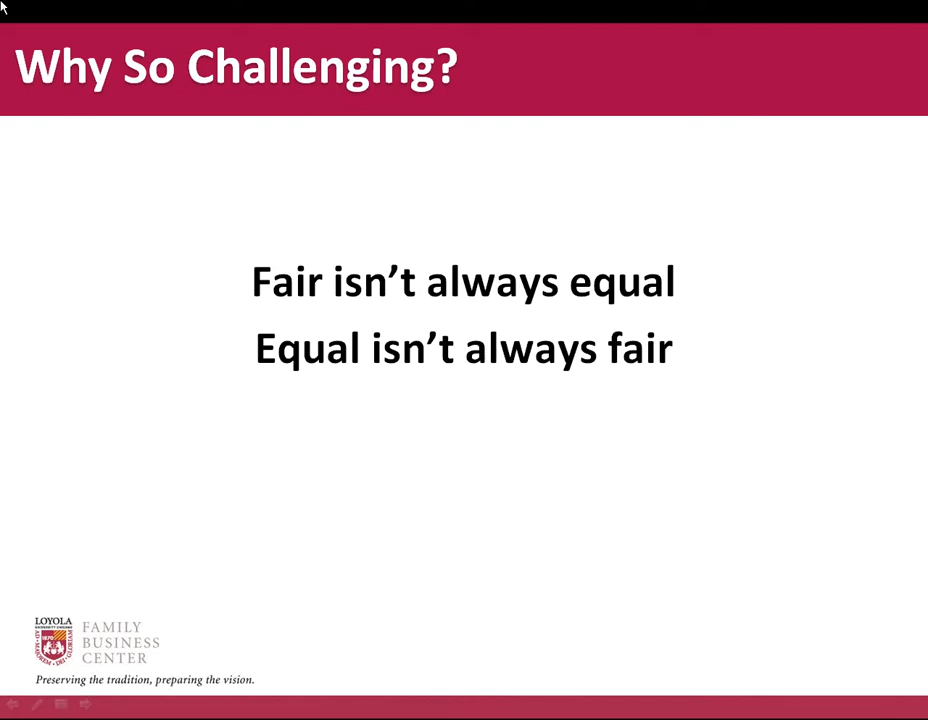 Why So Challenging?
Fair isn’t always equal
Equal isn’t always fair
LOYOLA
FAMILY
BUSINESS
CENTER
Preserving the tradition, preparing the vision.